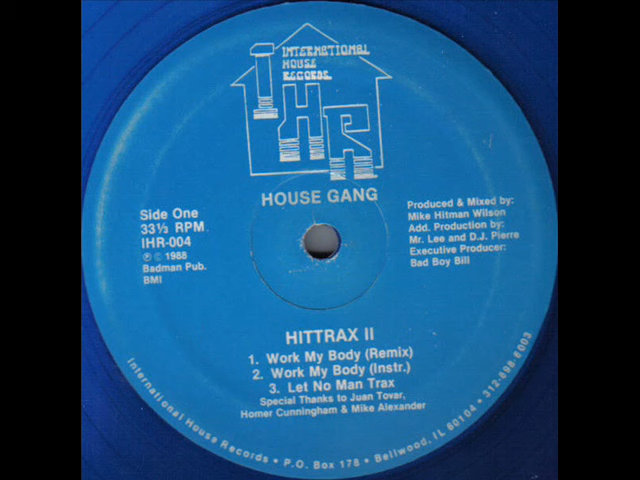 INTERNATIONAL
HOUSE
RECORDS
IHR
HOUSE GANG
Side One
33⅓ RPM
IHR-004
℗ © 1988
Badman Pub.
BMI
Produced & Mixed by:
Mike Hitman Wilson
Add. Production by:
Mr. Lee and D.J. Pierre
Executive Producer:
Bad Boy Bill
HITTRAX II
1. Work My Body (Remix)
2. Work My Body (Instr.)
3. Let No Man Trax
Special Thanks to Juan Tovar,
Homer Cunningham & Mike Alexander
International House Records • P.O. Box 178 • Bellwood, IL 60104 • 312-898-6003